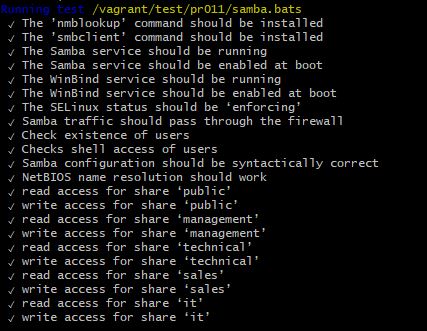 Running test /vagrant/test/pr011/samba.bats
✓ The ’nmblookup’ command should be installed
✓ The ’smbclient’ command should be installed
✓ The Samba service should be running
✓ The Samba service should be enabled at boot
✓ The WinBind service should be running
✓ The WinBind service should be enabled at boot
✓ The SELinux status should be ‘enforcing’
✓ Samba traffic should pass through the firewall
✓ Check existence of users
✓ Checks shell access of users
✓ Samba configuration should be syntactically correct
✓ NetBIOS name resolution should work
✓ read access for share ‘public’
✓ write access for share ‘public’
✓ read access for share ‘management’
✓ write access for share ‘management’
✓ read access for share ‘technical’
✓ write access for share ‘technical’
✓ read access for share ‘sales’
✓ write access for share ‘sales’
✓ read access for share ‘it’
✓ write access for share ‘it’